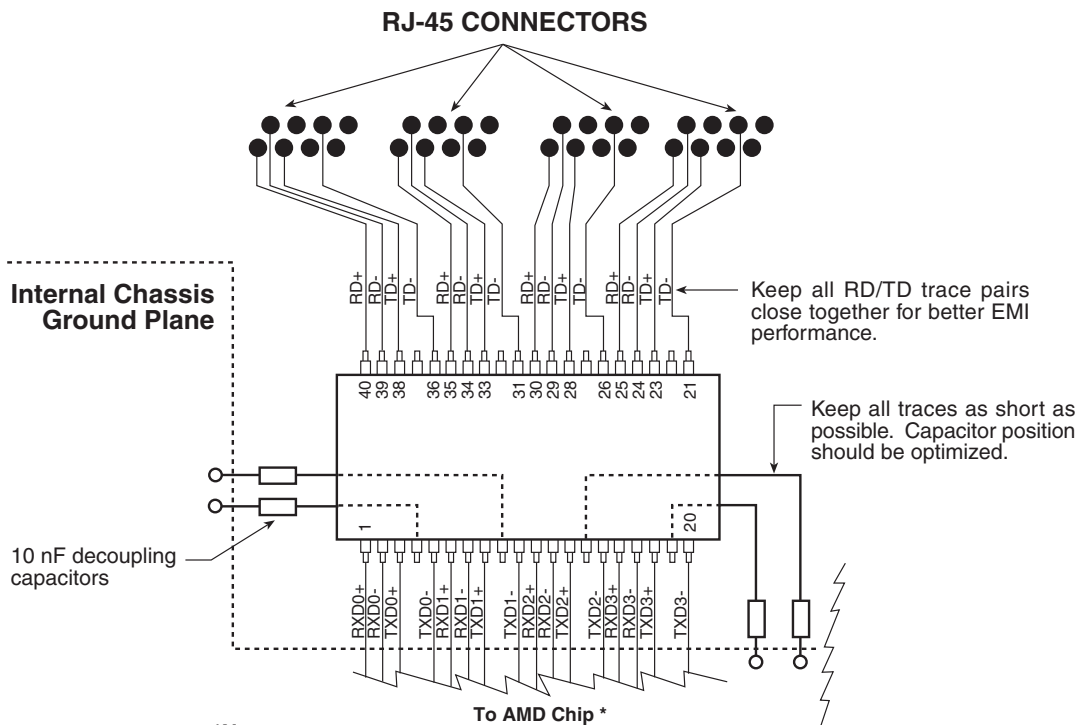 RJ-45 CONNECTORS
RD+ RD- TD+ TD- RD+ RD- TD+ TD- RD+ RD- TD+ TD- RD+ RD- TD+ TD-
Internal Chassis
Ground Plane
Keep all RD/TD trace pairs
close together for better EMI
performance.
40 39 38 36 35 34 33 31 30 29 28 26 25 24 23 21
Keep all traces as short as
possible. Capacitor position
should be optimized.
1 20
10 nF decoupling
capacitors
RXD0+ RXD0- TXD0+ TXD0- RXD1+ RXD1- TXD1+ TXD1- RXD2+ RXD2- TXD2+ TXD2- RXD3+ RXD3- TXD3+ TXD3-
To AMD Chip *